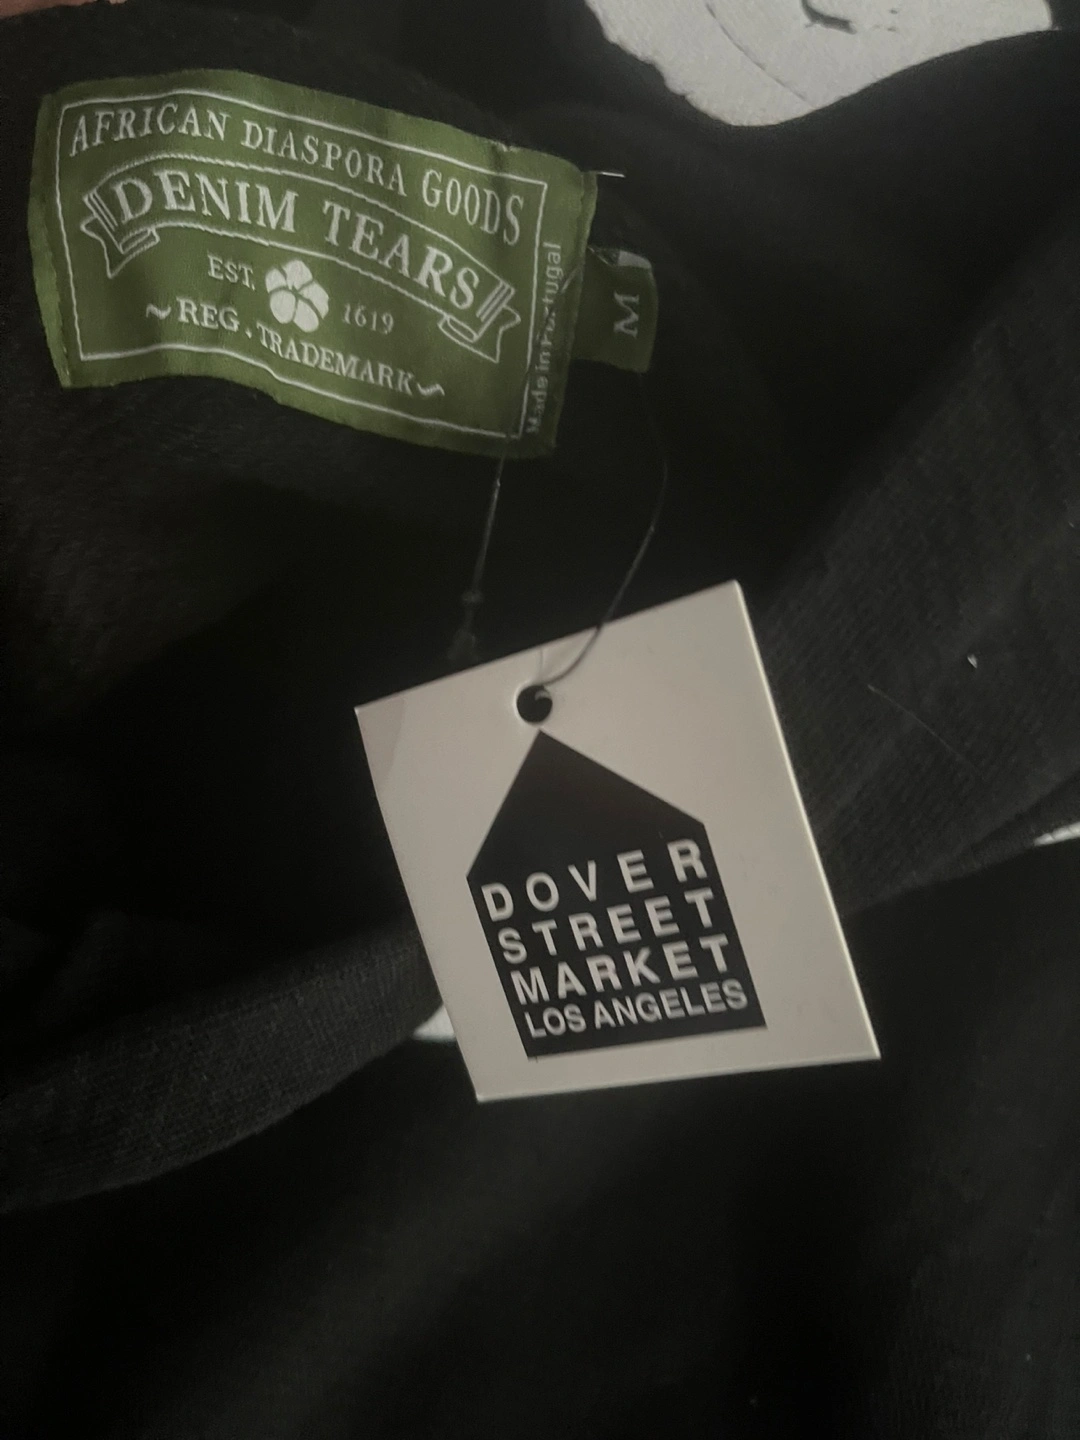 AFRICAN DIASPORA GOODS
DENIM TEARS
EST. 1619
~REG. TRADEMARK~
Made in Portugal
M
DOVER
STREET
MARKET
LOS ANGELES